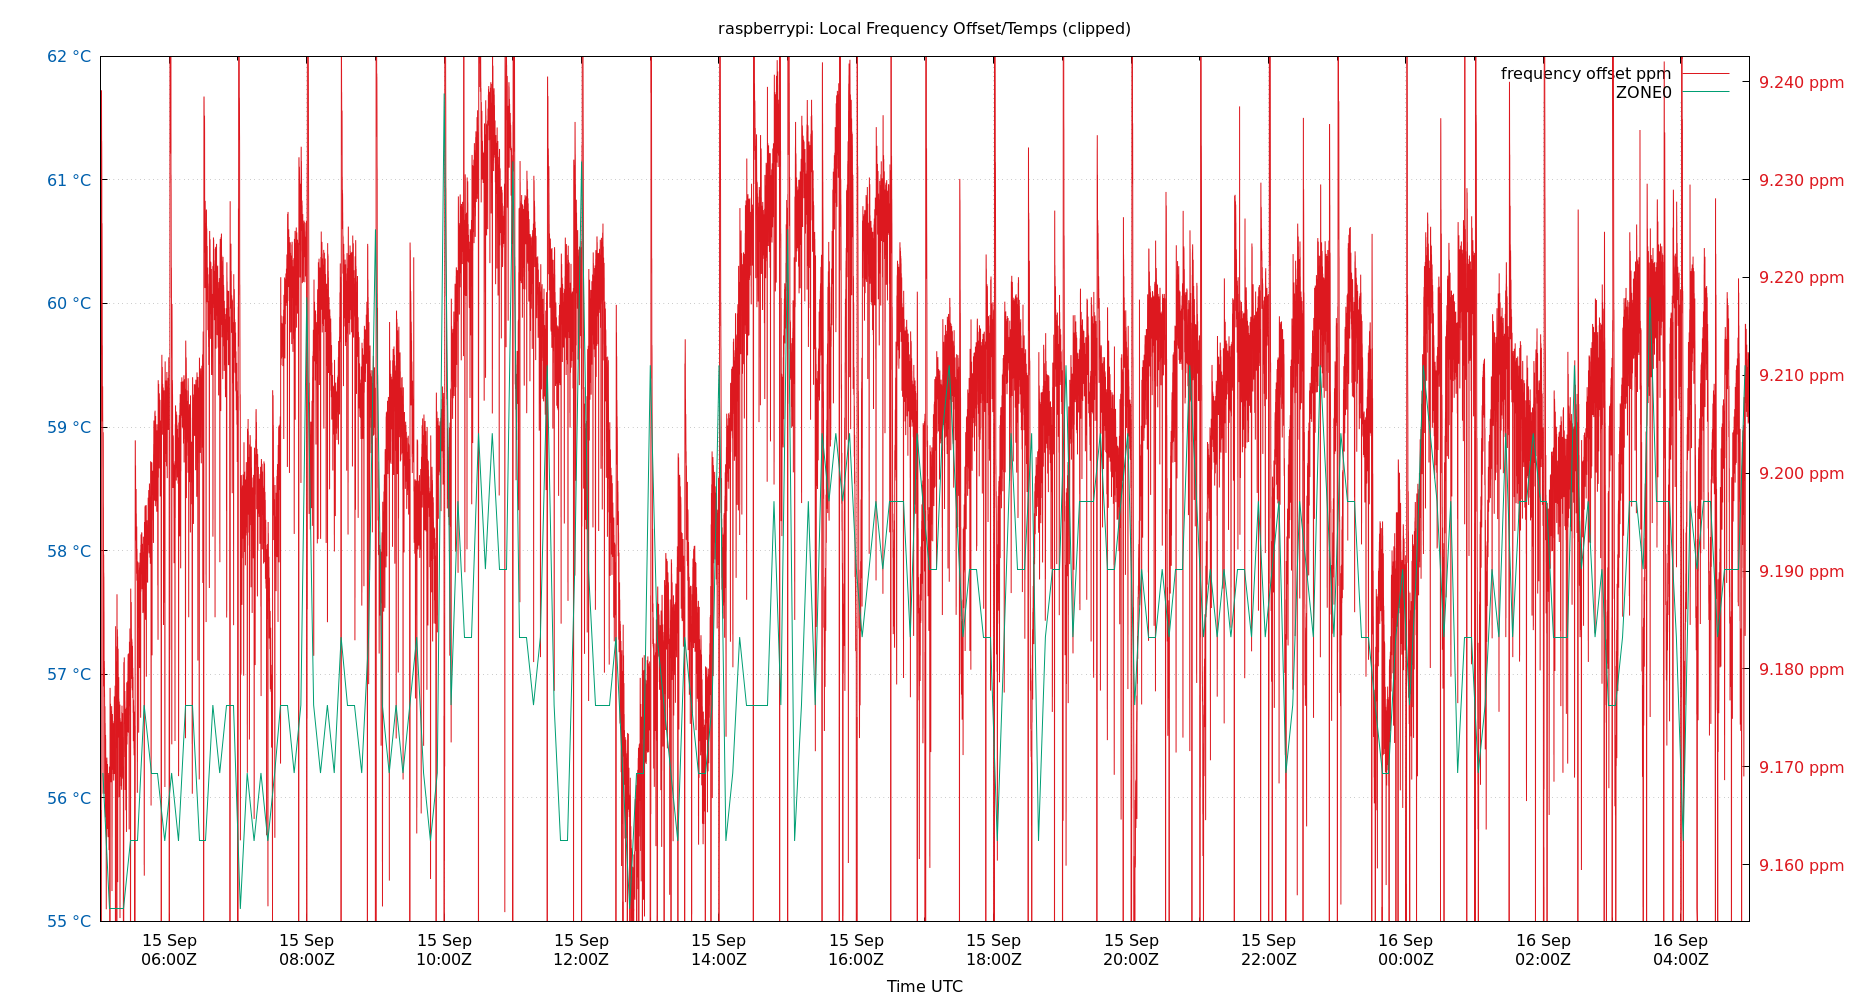 raspberrypi: Local Frequency Offset/Temps (clipped)
62 °C
61 °C
60 °C
59 °C
58 °C
57 °C
56 °C
55 °C
frequency offset ppm
ZONE0
9.240 ppm
9.230 ppm
9.220 ppm
9.210 ppm
9.200 ppm
9.190 ppm
9.180 ppm
9.170 ppm
9.160 ppm
15 Sep 15 Sep 15 Sep 15 Sep 15 Sep 15 Sep 15 Sep 15 Sep 15 Sep 16 Sep 16 Sep 16 Sep
06:00Z 08:00Z 10:00Z 12:00Z 14:00Z 16:00Z 18:00Z 20:00Z 22:00Z 00:00Z 02:00Z 04:00Z
Time UTC